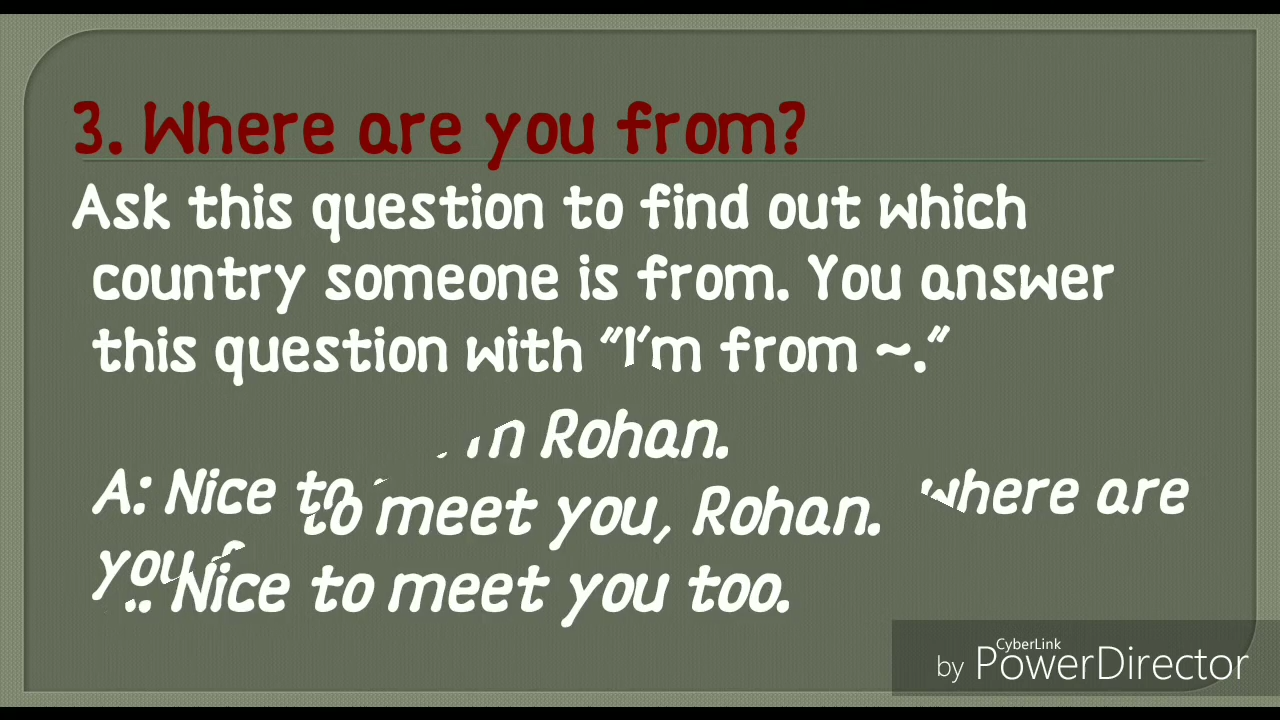 3. Where are you from?
Ask this question to find out which
country someone is from. You answer
this question with "I'm from ~."
Rohan.
A: Nice to where are
to meet you, Rohan.
you
Nice to meet you too.
CyberLink
by PowerDirector